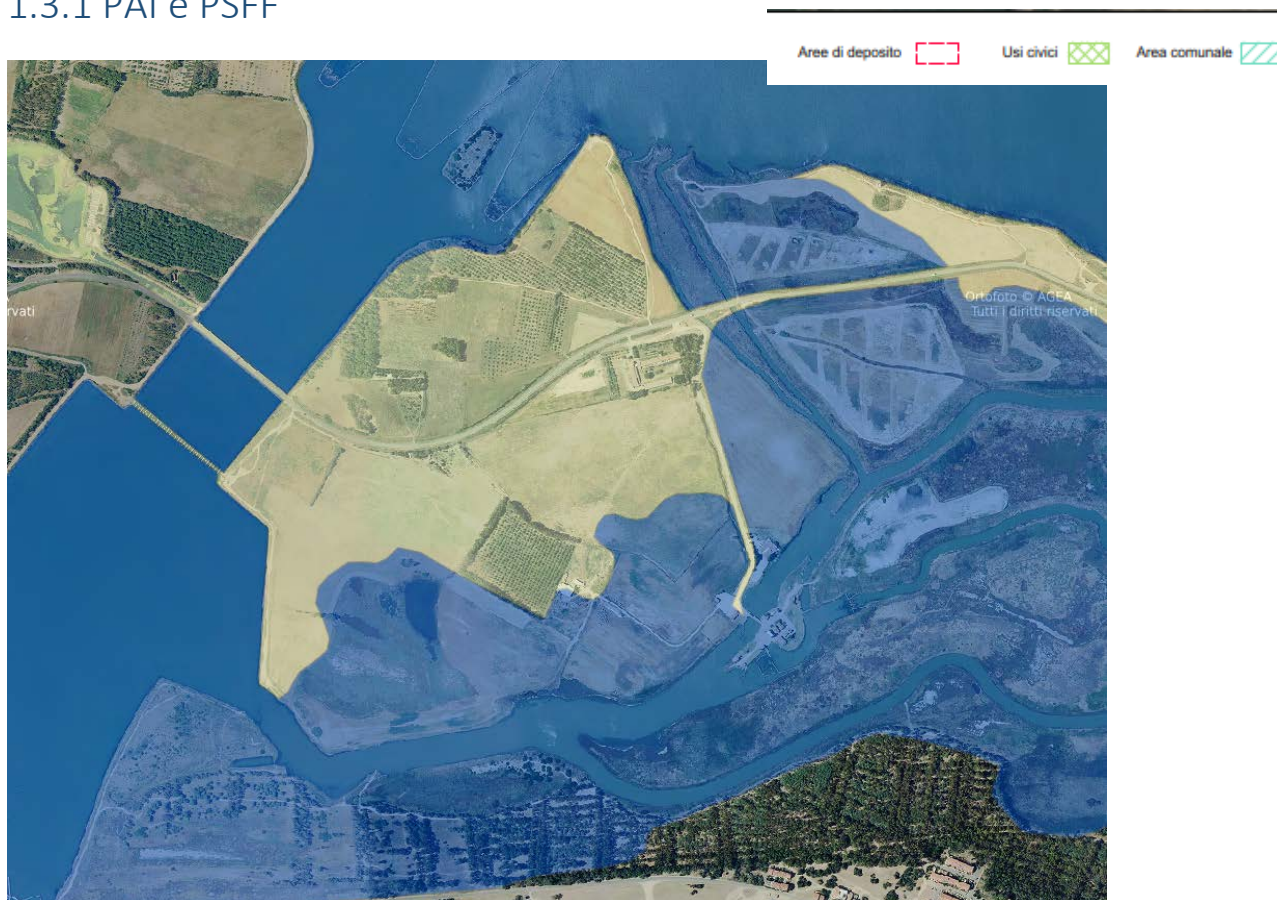 1.3.1 PAI e PSFF
Aree di deposito
Usi civici
Area comunale
rvati
Ortofoto © AGEA
Tutti i diritti riservati